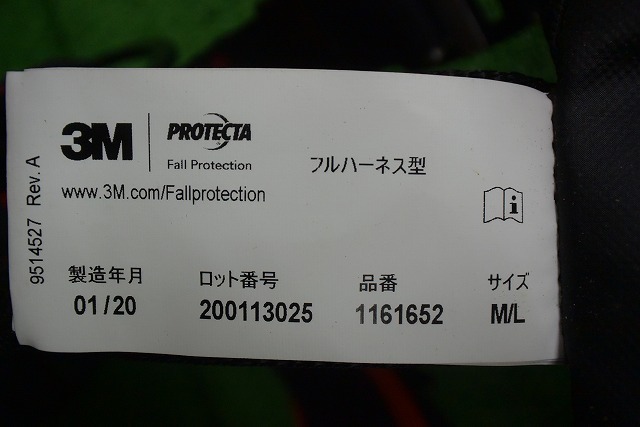 3M
PROTECTA
Fall Protection
フルハーネス型
www.3M.com/Fallprotection
9514527 Rev. A
i
製造年月 ロット番号 品番 サイズ
01/20 200113025 1161652 M/L